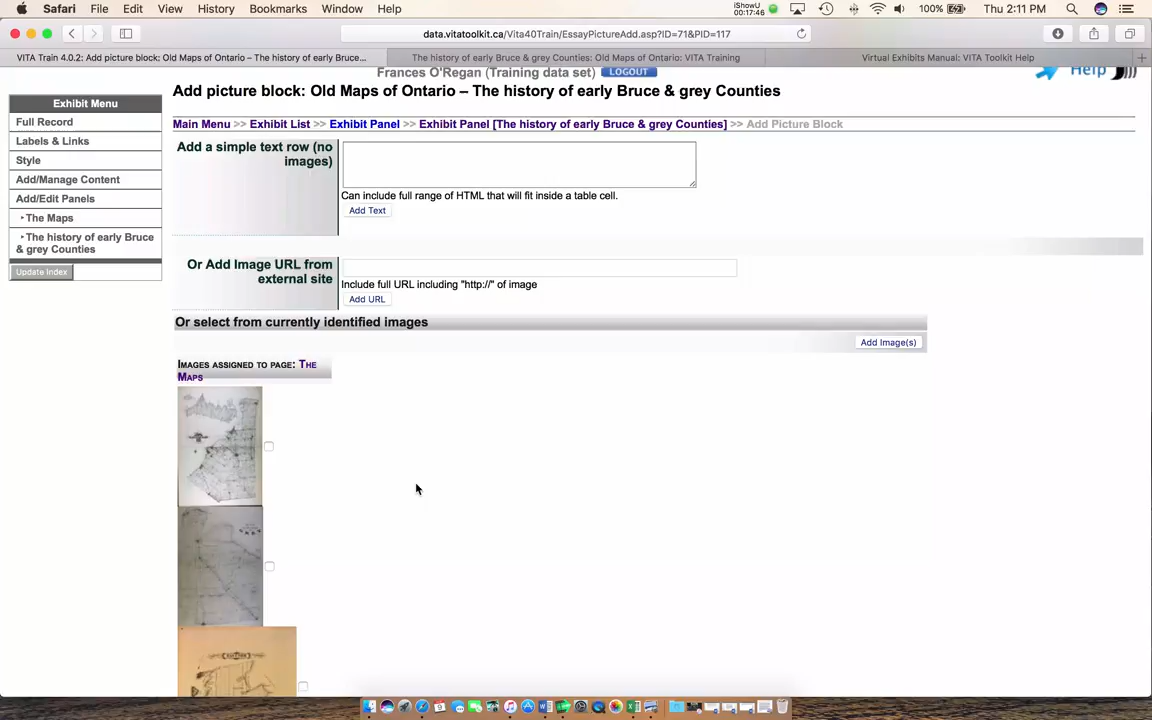 Safari File Edit View History Bookmarks Window Help
iShowU
00:17:46
100%
Thu 2:11 PM
data.vitatoolkit.ca/Vita40Train/EssayPictureAdd.asp?ID=71&PID=117
VITA Train 4.0.2: Add picture block: Old Maps of Ontario – The history of early Bruce...
The history of early Bruce & grey Counties: Old Maps of Ontario: VITA Training
Virtual Exhibits Manual: VITA Toolkit Help
Frances O'Regan (Training data set) LOGOUT
Help
Add picture block: Old Maps of Ontario – The history of early Bruce & grey Counties
Main Menu >> Exhibit List >> Exhibit Panel >> Exhibit Panel [The history of early Bruce & grey Counties] >> Add Picture Block
Exhibit Menu
Full Record
Labels & Links
Style
Add/Manage Content
Add/Edit Panels
The Maps
The history of early Bruce
& grey Counties
Update Index
Add a simple text row (no
images)
Can include full range of HTML that will fit inside a table cell.
Add Text
Or Add Image URL from
external site
Include full URL including "http://" of image
Add URL
Or select from currently identified images
Add Image(s)
Images assigned to page: The
Maps